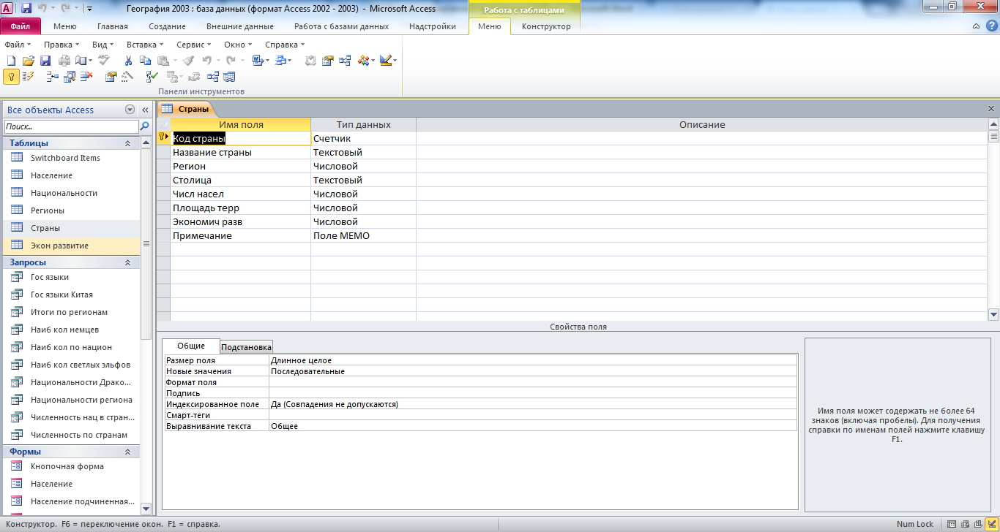 География 2003 : база данных (формат Access 2002 - 2003) - Microsoft Access
Работа с таблицами
Файл Меню Главная Создание Внешние данные Работа с базами данных Надстройки Меню Конструктор
Файл Правка Вид Вставка Сервис Окно Справка
Панели инструментов
Все объекты Access
Поиск...
Таблицы
Switchboard Items
Население
Национальности
Регионы
Страны
Экон развитие
Запросы
Гос языки
Гос языки Китая
Итоги по регионам
Наиб кол немцев
Наиб кол по национ
Наиб кол светлых эльфов
Национальности Драко...
Национальности региона
Численность нац в стран...
Численность по странам
Формы
Кнопочная форма
Население
Население подчиненная...
Страны
Имя поля Тип данных Описание
Код страны Счетчик
Название страны Текстовый
Регион Числовой
Столица Текстовый
Числ насел Числовой
Площадь терр Числовой
Экономич разв Числовой
Примечание Поле МЕМО
Свойства поля
Общие Подстановка
Размер поля Длинное целое
Новые значения Последовательные
Формат поля
Подпись
Индексированное поле Да (Совпадения не допускаются)
Смарт-теги
Выравнивание текста Общее
Имя поля может содержать не более 64
знаков (включая пробелы). Для получения
справки по именам полей нажмите клавишу
F1.
Конструктор. F6 = переключение окон. F1 = справка.
Num Lock